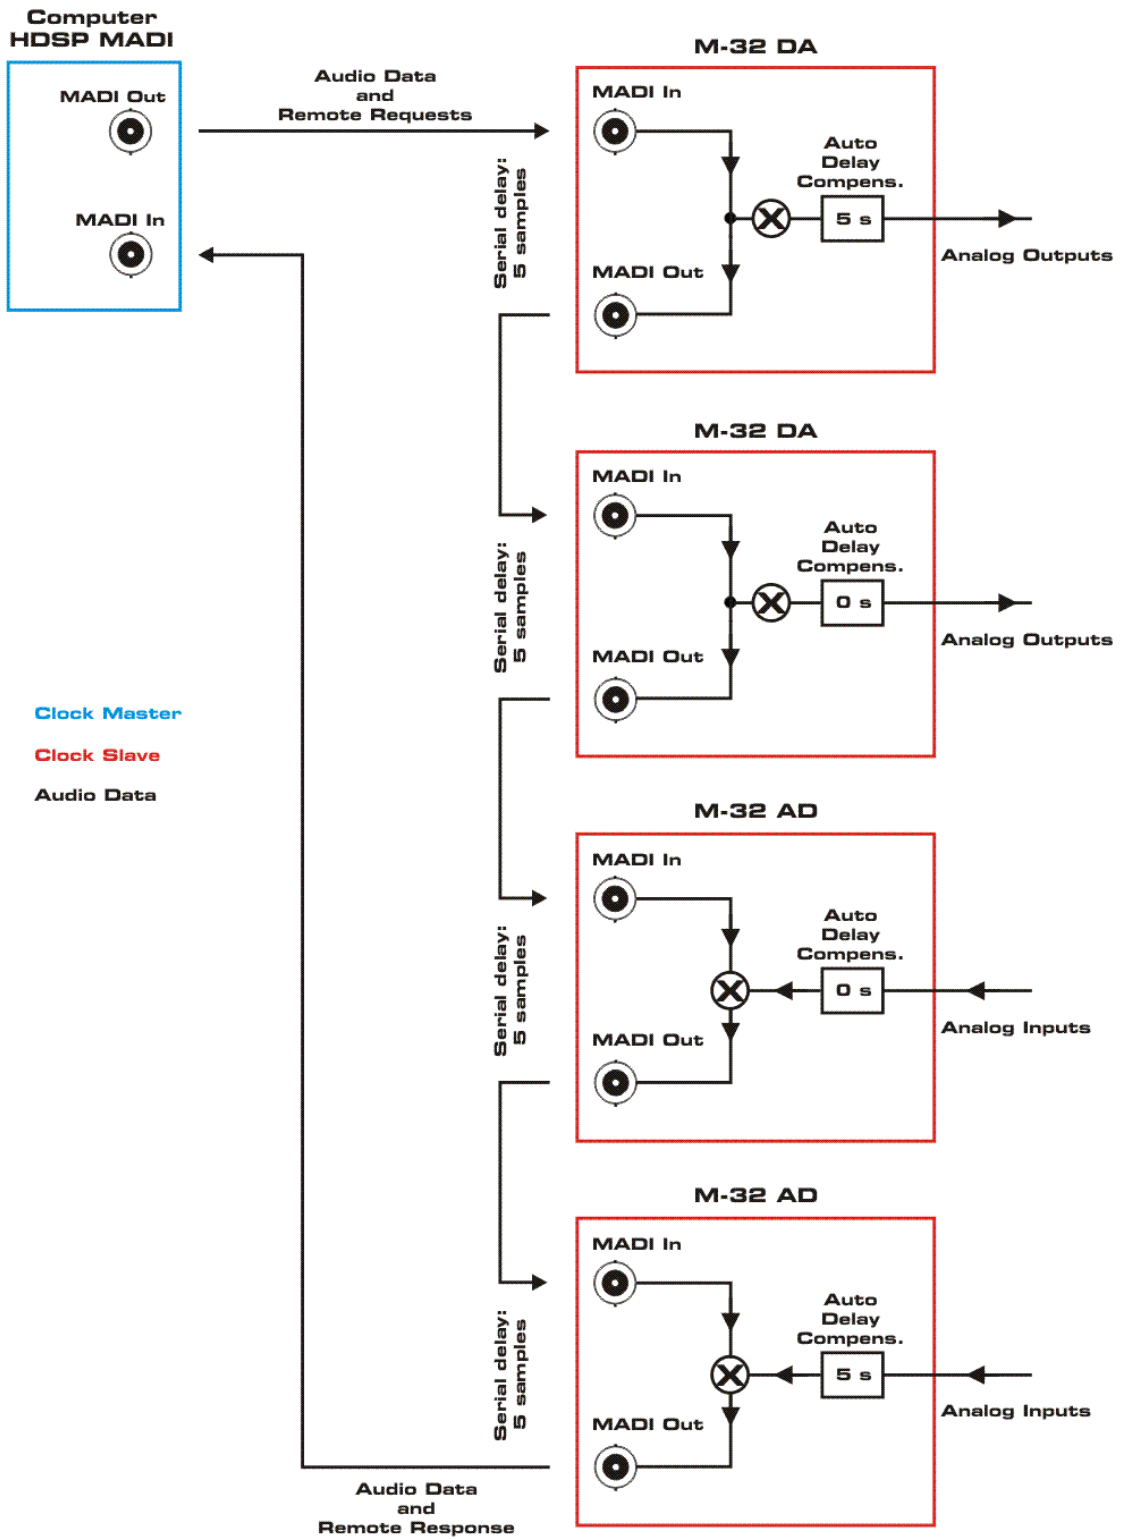 Computer
HDSP MADI
MADI Out
MADI In
Audio Data
and
Remote Requests
Serial delay:
5 samples
M-32 DA
MADI In
MADI Out
Auto
Delay
Compens.
5 s
Analog Outputs
Serial delay:
5 samples
M-32 DA
MADI In
MADI Out
Auto
Delay
Compens.
0 s
Analog Outputs
Clock Master
Clock Slave
Audio Data
Serial delay:
5 samples
M-32 AD
MADI In
MADI Out
Auto
Delay
Compens.
0 s
Analog Inputs
Serial delay:
5 samples
M-32 AD
MADI In
MADI Out
Auto
Delay
Compens.
5 s
Analog Inputs
Audio Data
and
Remote Response